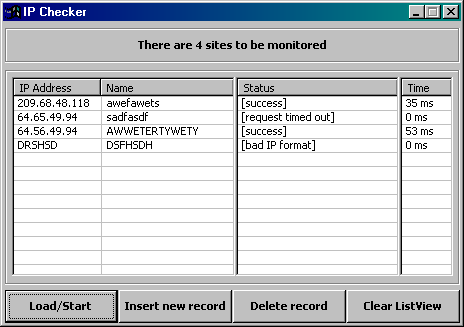 IP Checker
There are 4 sites to be monitored
IP Address Name Status Time
209.68.48.118 awefawets [success] 35 ms
64.65.49.94 sadfasdf [request timed out] 0 ms
64.56.49.94 AWWETERTYWETY [success] 53 ms
DRSHSD DSFHSDH [bad IP format] 0 ms
Load/Start Insert new record Delete record Clear ListView